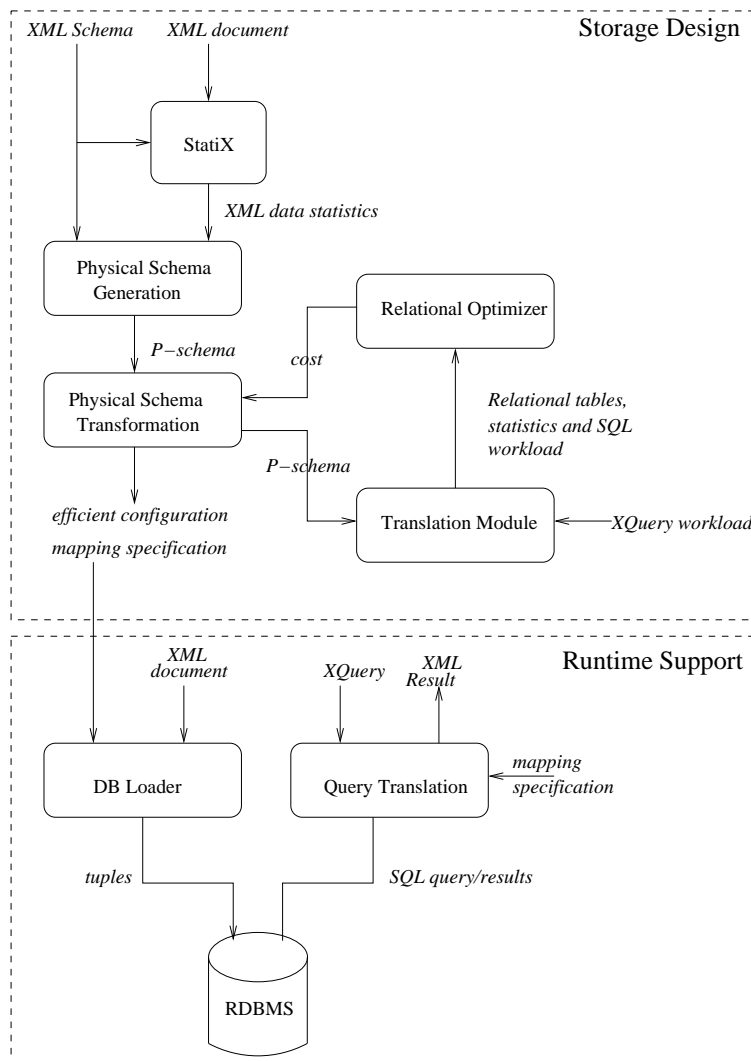 Storage Design
XML Schema
XML document
StatiX
XML data statistics
Physical Schema
Generation
Relational Optimizer
P−schema
cost
Physical Schema
Transformation
Relational tables,
statistics and SQL
workload
P−schema
efficient configuration
mapping specification
Translation Module
XQuery workload
Runtime Support
XML
document
XQuery
XML
Result
DB Loader
Query Translation
mapping
specification
tuples
SQL query/results
RDBMS